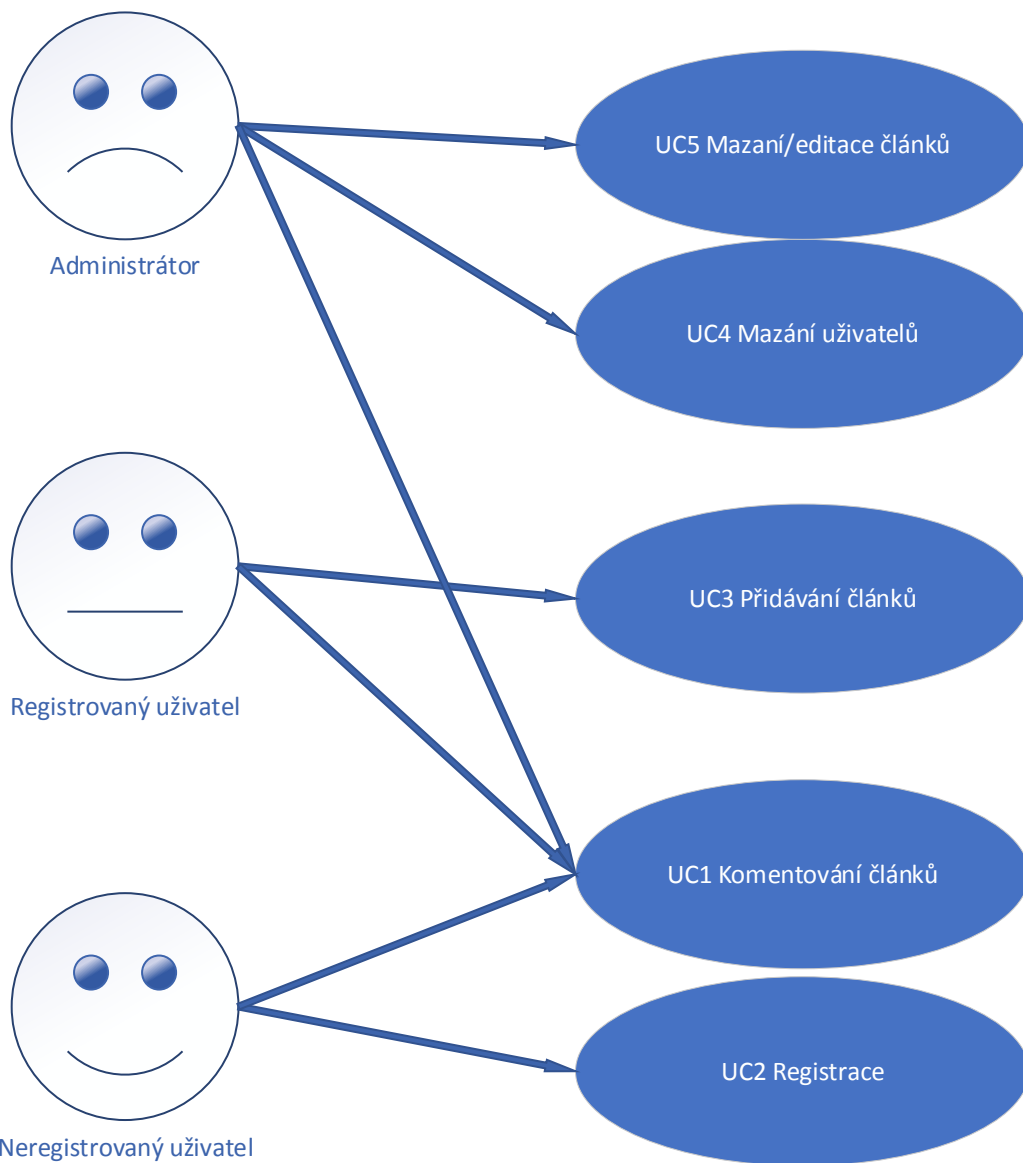 UC5 Mazaní/editace článků
Administrátor
UC4 Mazání uživatelů
UC3 Přidávání článků
Registrovaný uživatel
UC1 Komentování článků
UC2 Registrace
Neregistrovaný uživatel